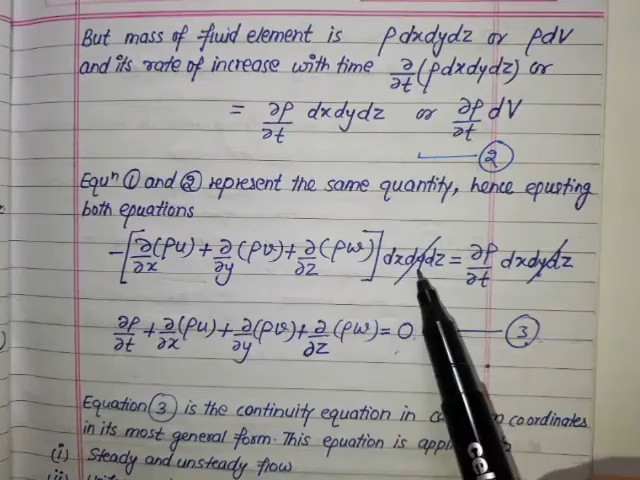 But mass of fluid element is ρdxdydz or ρdV
and its rate of increase with time ∂/∂t (ρdxdydz) or
= ∂ρ/∂t dxdydz or ∂ρ/∂t dV
②
Equⁿ ① and ② represent the same quantity, hence equating
both equations
-[∂/∂x (ρu) + ∂/∂y (ρv) + ∂/∂z (ρw)] dxdydz = ∂ρ/∂t dxdydz
∂ρ/∂t + ∂/∂x (ρu) + ∂/∂y (ρv) + ∂/∂z (ρw) = 0 ③
Equation ③ is the continuity equation in coordinates
in its most general form. This equation is
(i) Steady and unsteady flow
(ii)